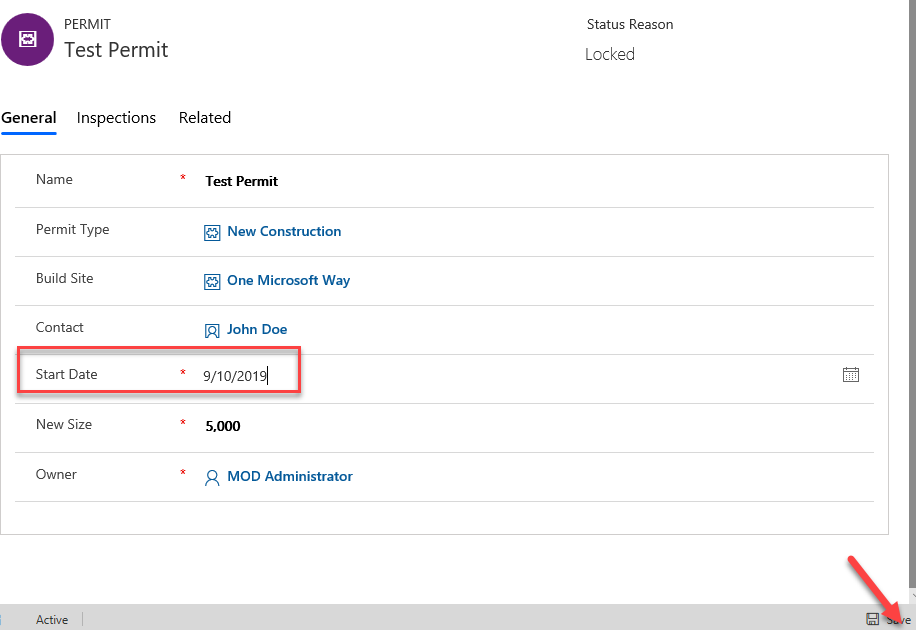 PERMIT
Test Permit
Status Reason
Locked
General Inspections Related
Name * Test Permit
Permit Type New Construction
Build Site One Microsoft Way
Contact John Doe
Start Date * 9/10/2019
New Size * 5,000
Owner * MOD Administrator
Active Save